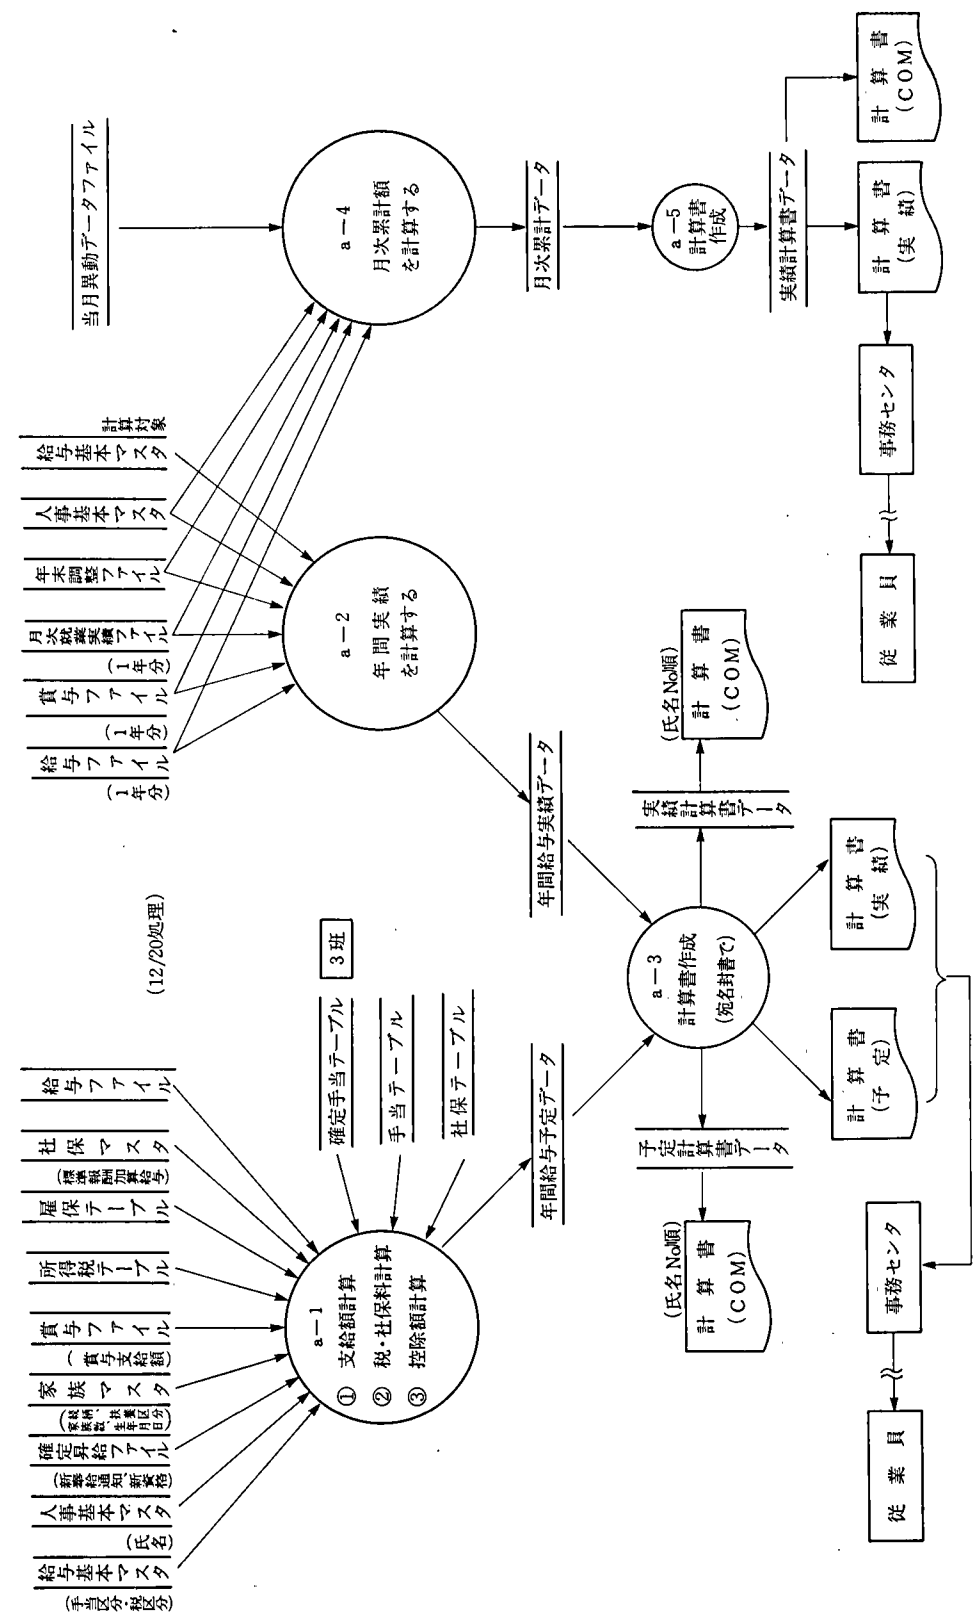 給与基本マスタ
(手当区分・税区分)
人事基本マスタ
(氏名)
確定昇給ファイル
(新奉給通知、新資格)
家族マスタ
賞与ファイル
(賞与支給額)
所得税テーブル
雇保テーブル
社保マスタ
(標準報酬加算給与)
給与ファイル
(12/20処理)
3班
確定手当テーブル
手当テーブル
社保テーブル
a-1
① 支給額計算
② 税・社保料計算
③ 控除額計算
年間給与予定データ
給与ファイル
(1年分)
賞与ファイル
(1年分)
月次就業実績ファイル
(1年分)
年末調整ファイル
人事基本マスタ
給与基本マスタ
計算対象
a-2
年間実績
を計算する
年間給与実績データ
a-3
計算書作成
(宛名封書で)
予定計算書データ
(氏名No順)
計算書
(COM)
実績計算書データ
(氏名No順)
計算書
(COM)
計算書
(予定)
計算書
(実績)
事務センタ
従業員
当月異動データファイル
a-4
月次累計額
を計算する
月次累計データ
a-5
計算書
作成
実績計算書データ
計算書
(COM)
計算書
(実績)
事務センタ
従業員